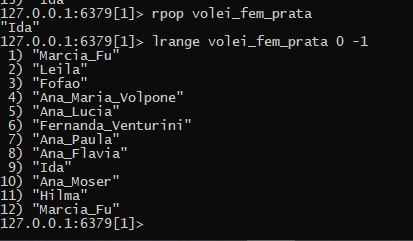 127.0.0.1:6379[1]> rpop volei_fem_prata
"Ida"
127.0.0.1:6379[1]> lrange volei_fem_prata 0 -1
1) "Marcia_Fu"
2) "Leila"
3) "Fofao"
4) "Ana_Maria_Volpone"
5) "Ana_Lucia"
6) "Fernanda_Venturini"
7) "Ana_Paula"
8) "Ana_Flavia"
9) "Ida"
10) "Ana_Moser"
11) "Hilma"
12) "Marcia_Fu"
127.0.0.1:6379[1]>